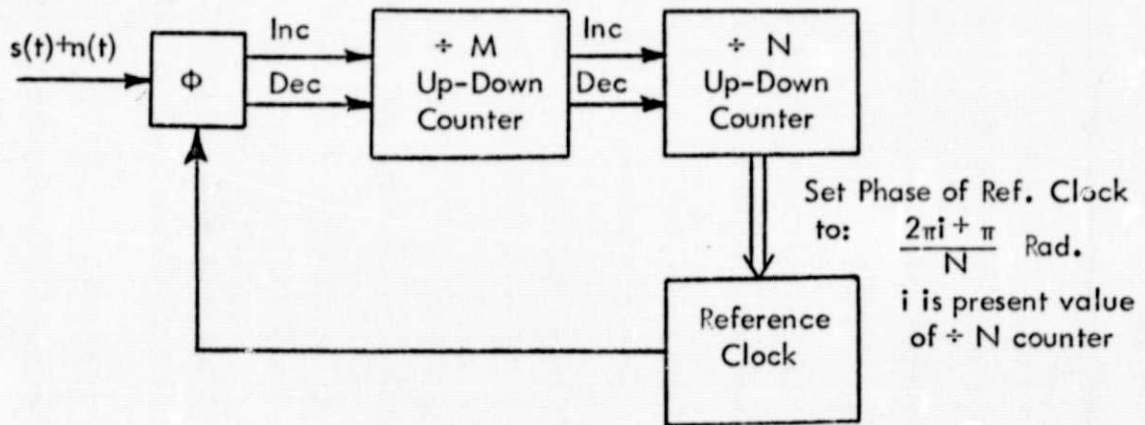 s(t)+n(t)
Φ
Inc
Dec
÷ M
Up-Down
Counter
Inc
Dec
÷ N
Up-Down
Counter
Set Phase of Ref. Clock
to: 2πi + π / N Rad.
i is present value
of ÷ N counter
Reference
Clock